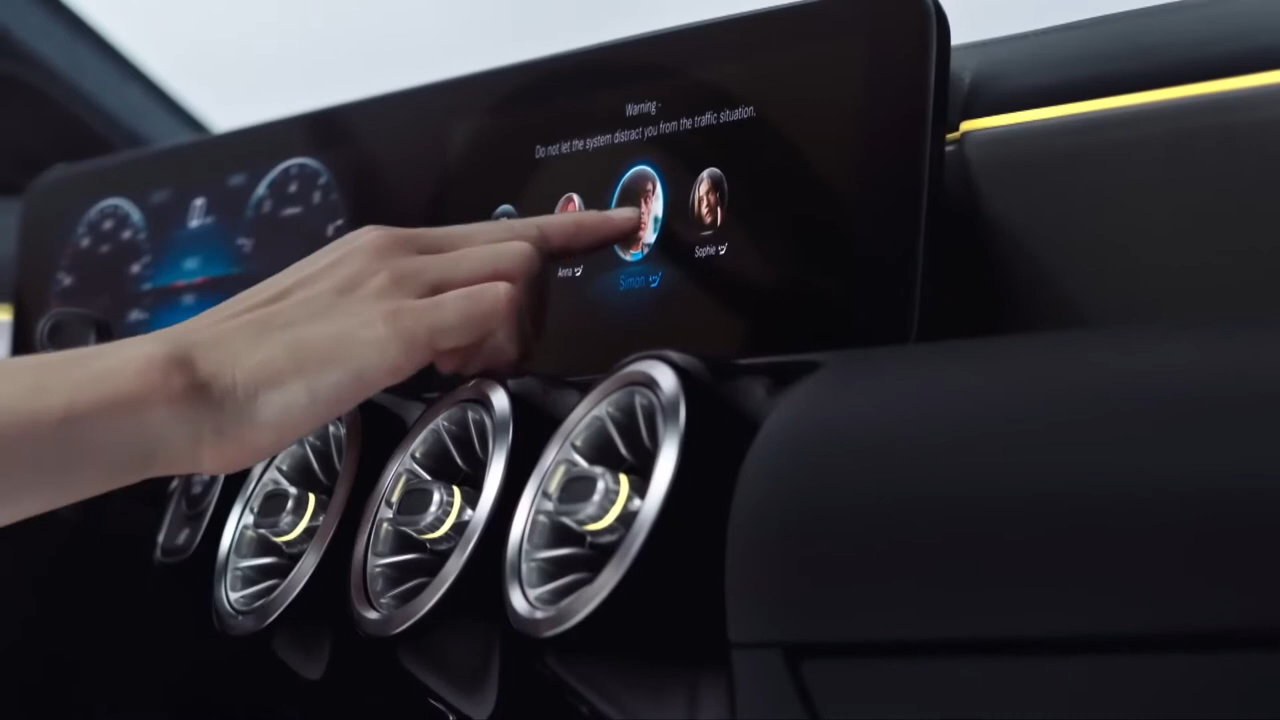 Warning -
Do not let the system distract you from the traffic situation.
Anna
Simon
Sophie